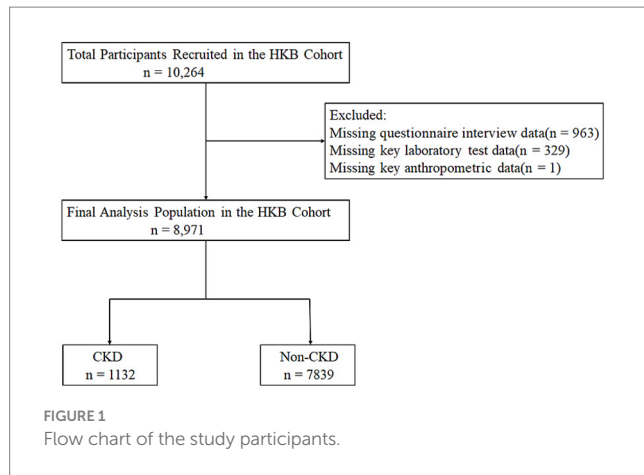 Total Participants Recruited in the HKB Cohort
n = 10,264
Excluded:
Missing questionnaire interview data(n = 963)
Missing key laboratory test data(n = 329)
Missing key anthropometric data(n = 1)
Final Analysis Population in the HKB Cohort
n = 8,971
CKD
n = 1132
Non-CKD
n = 7839
FIGURE 1
Flow chart of the study participants.